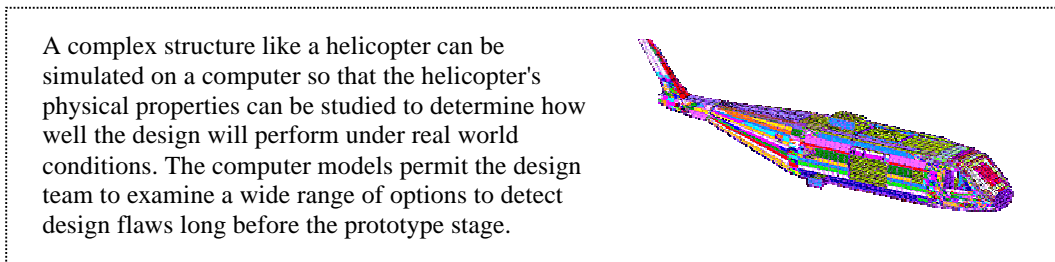 A complex structure like a helicopter can be
simulated on a computer so that the helicopter's
physical properties can be studied to determine how
well the design will perform under real world
conditions. The computer models permit the design
team to examine a wide range of options to detect
design flaws long before the prototype stage.